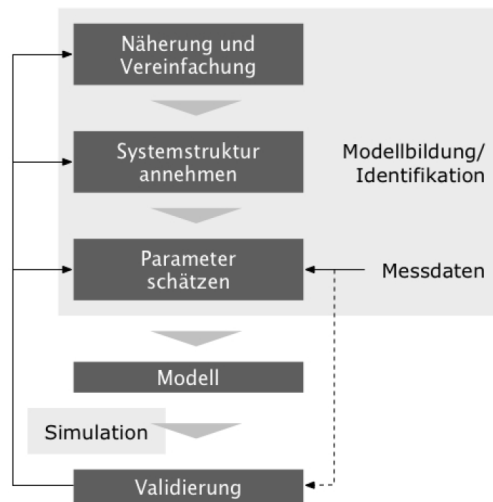 Näherung und
Vereinfachung
Systemstruktur
annehmen
Modellbildung/
Identifikation
Parameter
schätzen
Messdaten
Modell
Simulation
Validierung